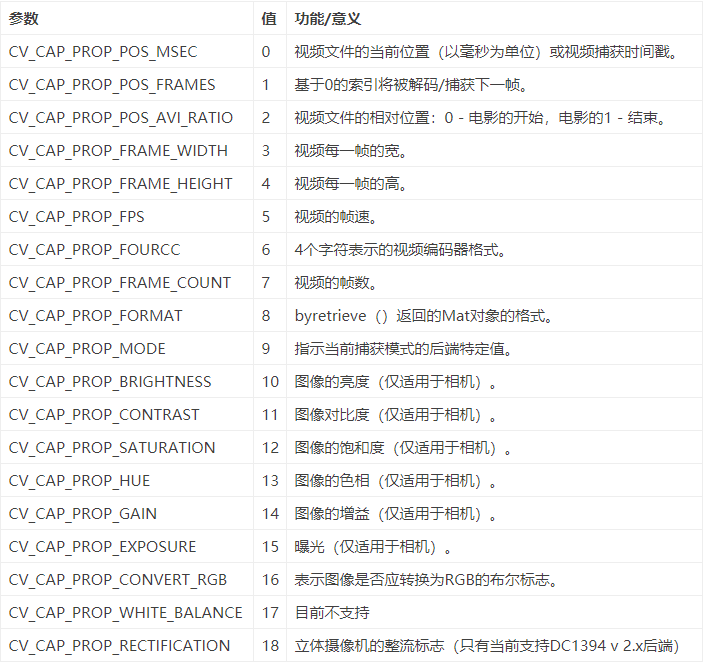 参数 值 功能/意义
CV_CAP_PROP_POS_MSEC 0 视频文件的当前位置（以毫秒为单位）或视频捕获时间戳。
CV_CAP_PROP_POS_FRAMES 1 基于0的索引将被解码/捕获下一帧。
CV_CAP_PROP_POS_AVI_RATIO 2 视频文件的相对位置：0 - 电影的开始，电影的1 - 结束。
CV_CAP_PROP_FRAME_WIDTH 3 视频每一帧的宽。
CV_CAP_PROP_FRAME_HEIGHT 4 视频每一帧的高。
CV_CAP_PROP_FPS 5 视频的帧速。
CV_CAP_PROP_FOURCC 6 4个字符表示的视频编码器格式。
CV_CAP_PROP_FRAME_COUNT 7 视频的帧数。
CV_CAP_PROP_FORMAT 8 byretrieve（）返回的Mat对象的格式。
CV_CAP_PROP_MODE 9 指示当前捕获模式的后端特定值。
CV_CAP_PROP_BRIGHTNESS 10 图像的亮度（仅适用于相机）。
CV_CAP_PROP_CONTRAST 11 图像对比度（仅适用于相机）。
CV_CAP_PROP_SATURATION 12 图像的饱和度（仅适用于相机）。
CV_CAP_PROP_HUE 13 图像的色相（仅适用于相机）。
CV_CAP_PROP_GAIN 14 图像的增益（仅适用于相机）。
CV_CAP_PROP_EXPOSURE 15 曝光（仅适用于相机）。
CV_CAP_PROP_CONVERT_RGB 16 表示图像是否应转换为RGB的布尔标志。
CV_CAP_PROP_WHITE_BALANCE 17 目前不支持
CV_CAP_PROP_RECTIFICATION 18 立体摄像机的整流标志（只有当前支持DC1394 v 2.x后端）